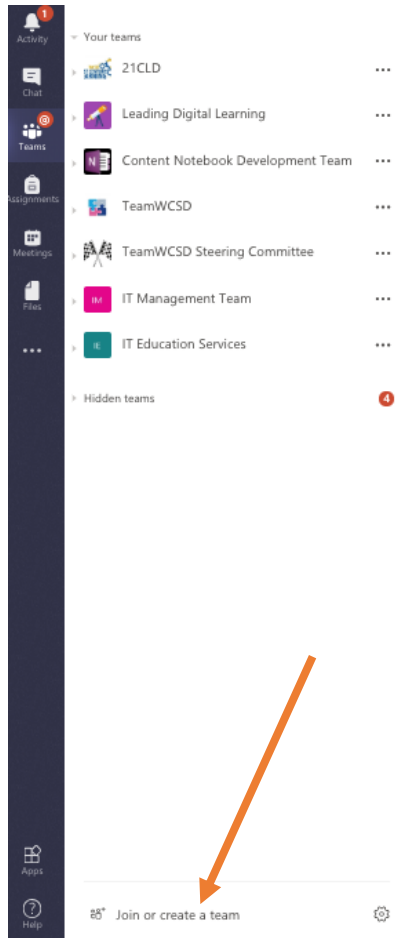 1
Activity
Chat
@
Teams
Assignments
Meetings
Files
Apps
Help
Your teams
21CLD
Leading Digital Learning
N
Content Notebook Development Team
TeamWCSD
TeamWCSD Steering Committee
IM
IT Management Team
IE
IT Education Services
Hidden teams
4
Join or create a team